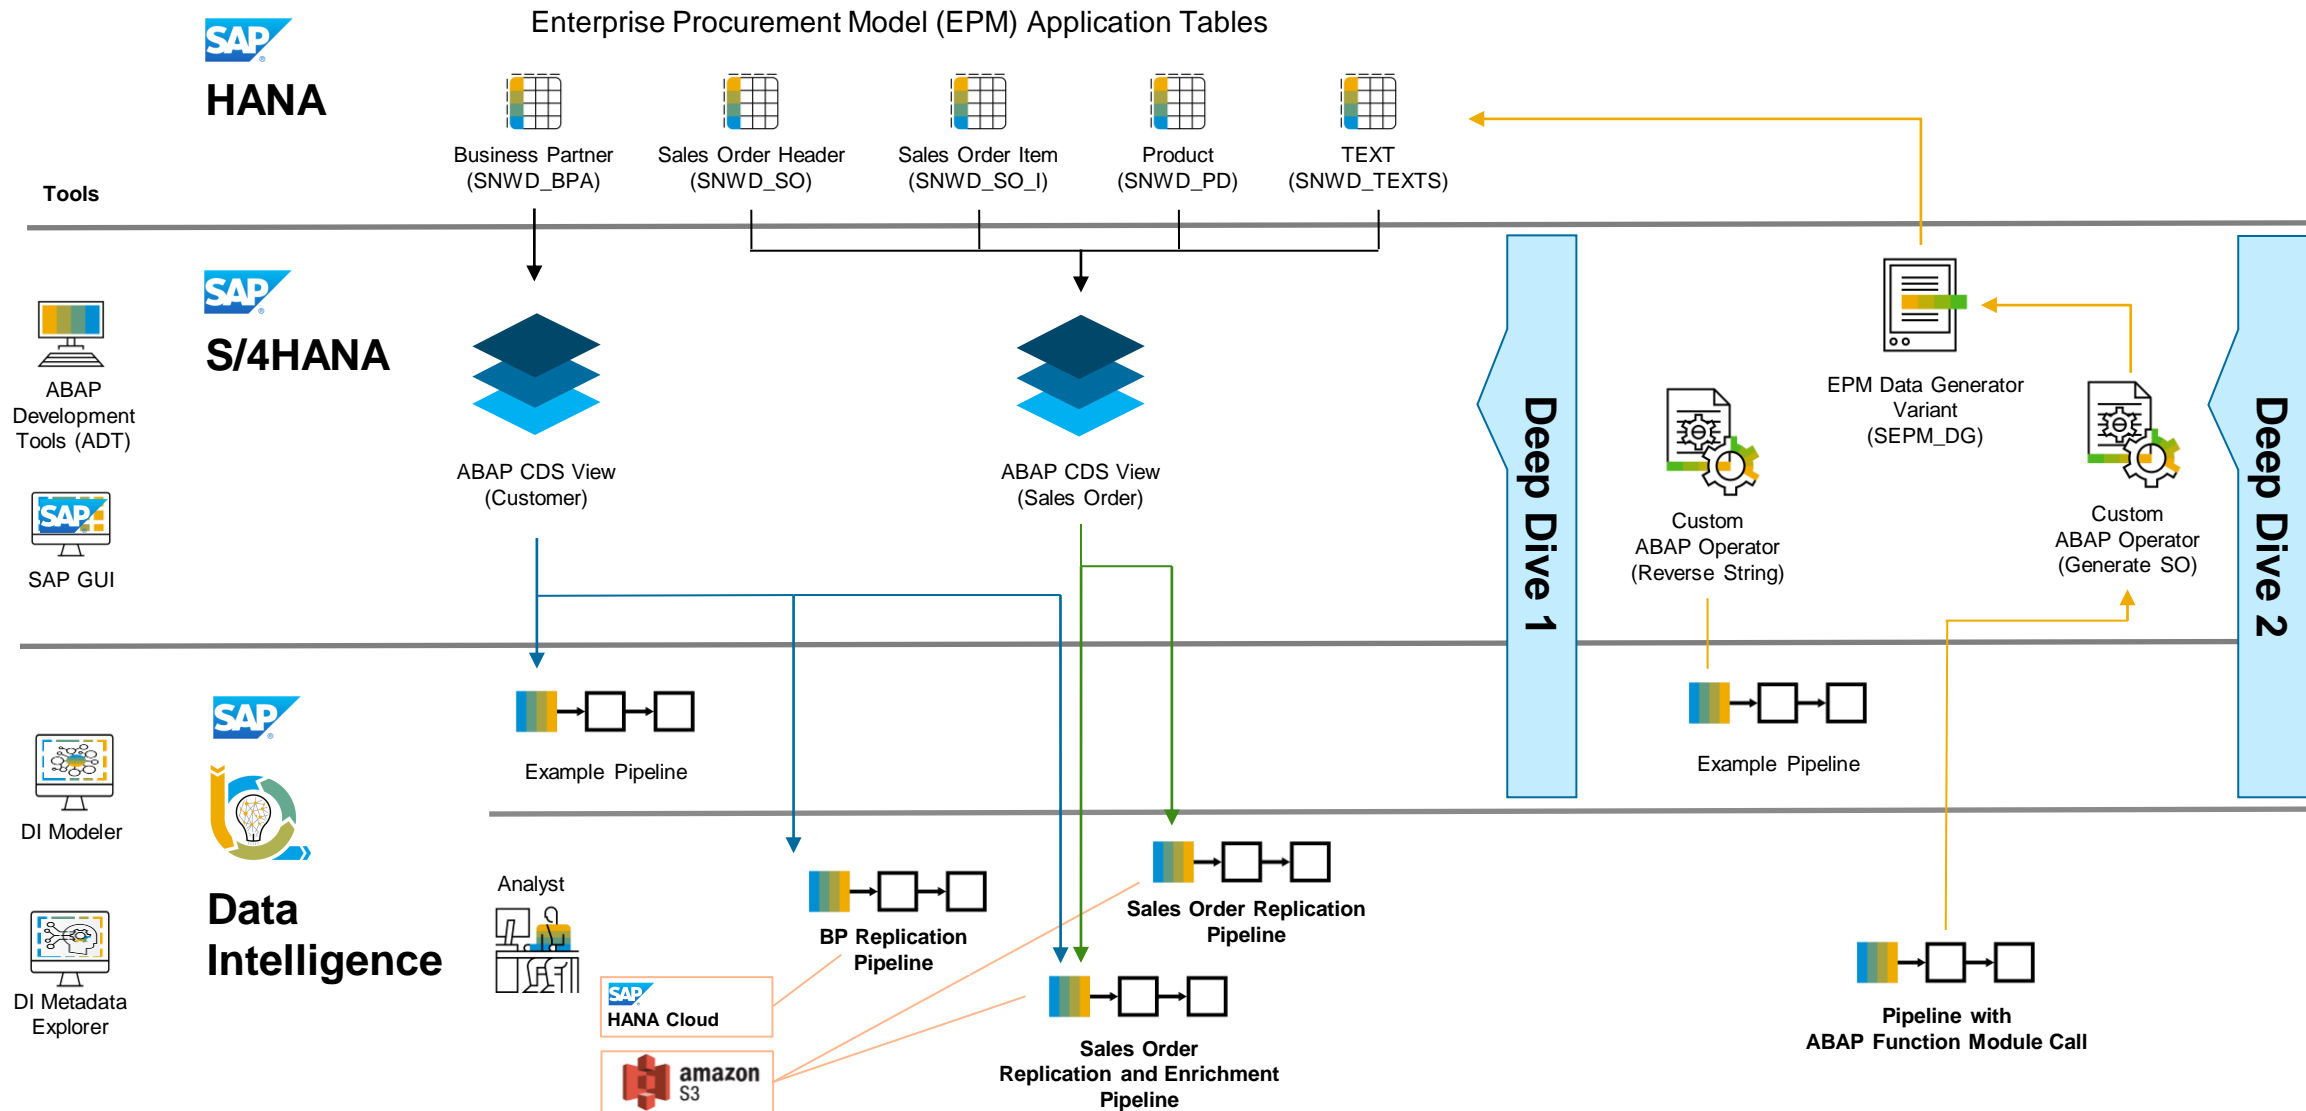 Enterprise Procurement Model (EPM) Application Tables
SAP
HANA
Business Partner
(SNWD_BPA)
Sales Order Header
(SNWD_SO)
Sales Order Item
(SNWD_SO_I)
Product
(SNWD_PD)
TEXT
(SNWD_TEXTS)
Tools
SAP
S/4HANA
ABAP
Development
Tools (ADT)
SAP
SAP GUI
ABAP CDS View
(Customer)
ABAP CDS View
(Sales Order)
Deep Dive 1
Custom
ABAP Operator
(Reverse String)
EPM Data Generator
Variant
(SEPM_DG)
Custom
ABAP Operator
(Generate SO)
Deep Dive 2
SAP
Data
Intelligence
DI Modeler
DI Metadata
Explorer
Example Pipeline
Example Pipeline
Analyst
BP Replication
Pipeline
Sales Order Replication
Pipeline
SAP
HANA Cloud
amazon
S3
Sales Order
Replication and Enrichment
Pipeline
Pipeline with
ABAP Function Module Call